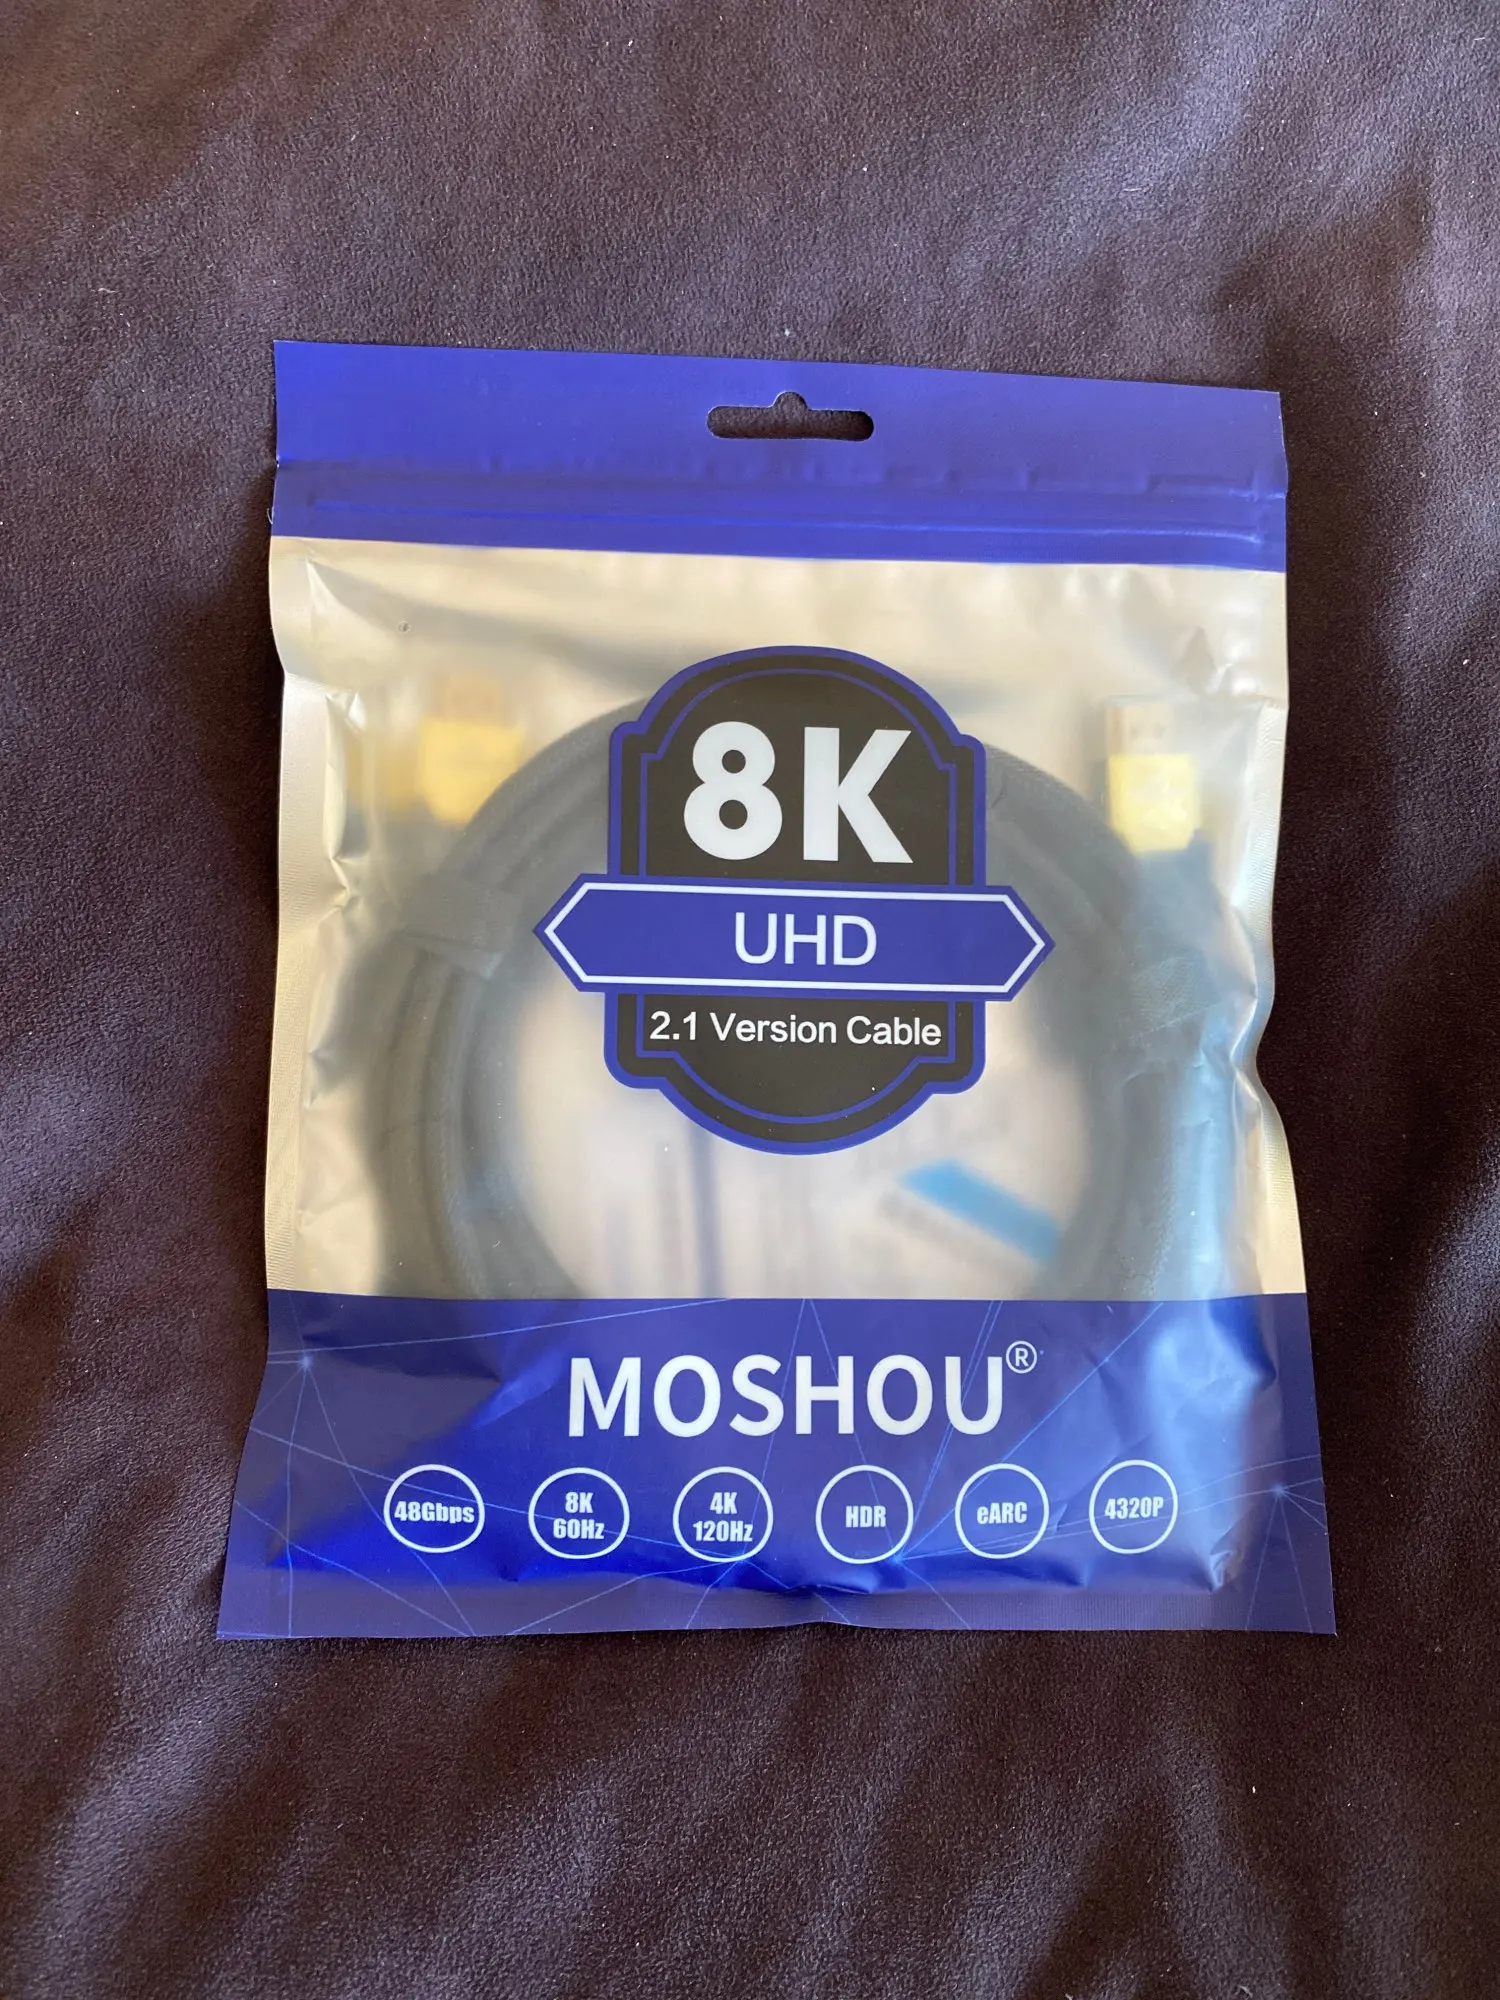 8K
UHD
2.1 Version Cable
MOSHOU®
48Gbps
8K
60Hz
4K
120Hz
HDR
eARC
4320P